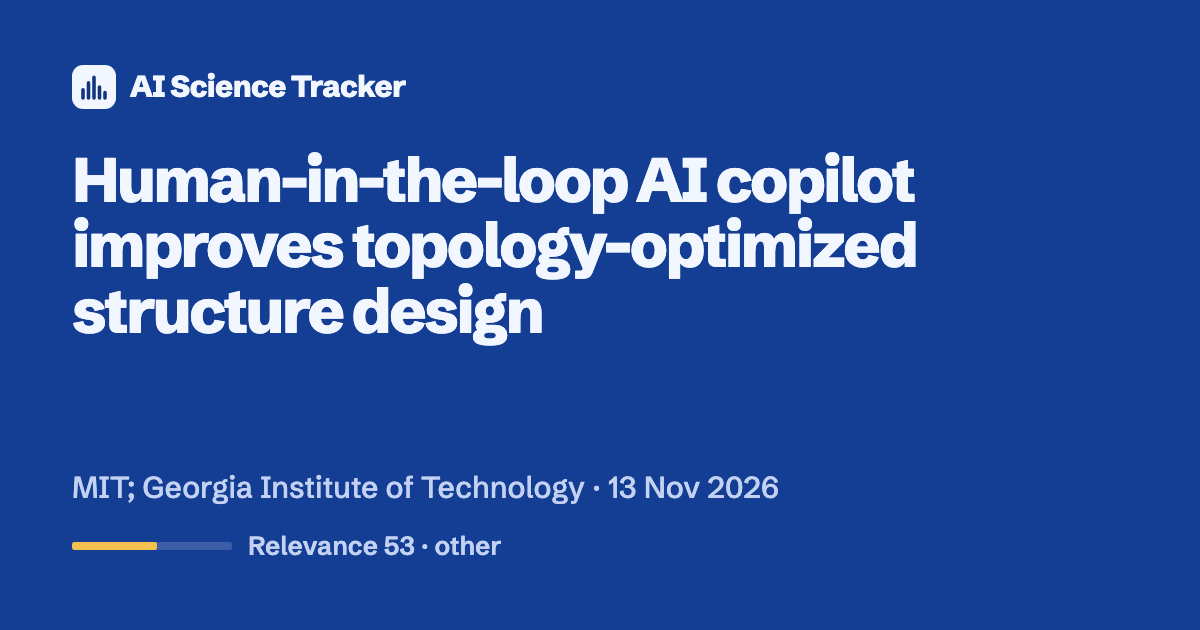 AI Science Tracker
Human-in-the-loop AI copilot
improves topology-optimized
structure design
MIT; Georgia Institute of Technology · 13 Nov 2026
Relevance 53 · other